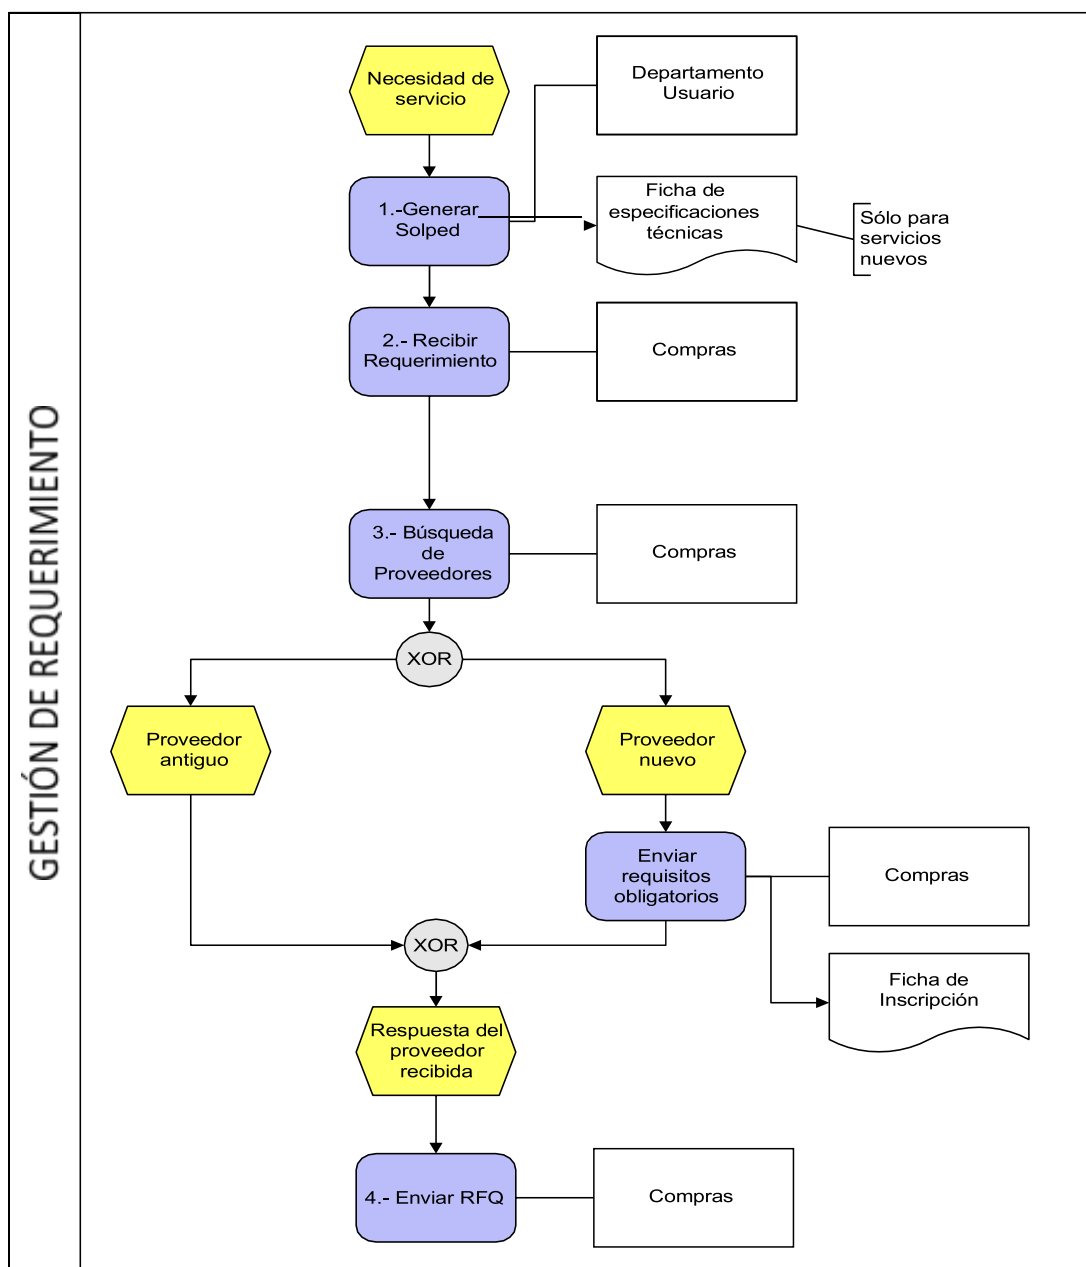 GESTIÓN DE REQUERIMIENTO
Necesidad de
servicio
Departamento
Usuario
1.-Generar
Solped
Ficha de
especificaciones
técnicas
Sólo para
servicios
nuevos
2.- Recibir
Requerimiento
Compras
3.- Búsqueda
de
Proveedores
Compras
XOR
Proveedor
antiguo
Proveedor
nuevo
Enviar
requisitos
obligatorios
Compras
XOR
Ficha de
Inscripción
Respuesta del
proveedor
recibida
4.- Enviar RFQ
Compras